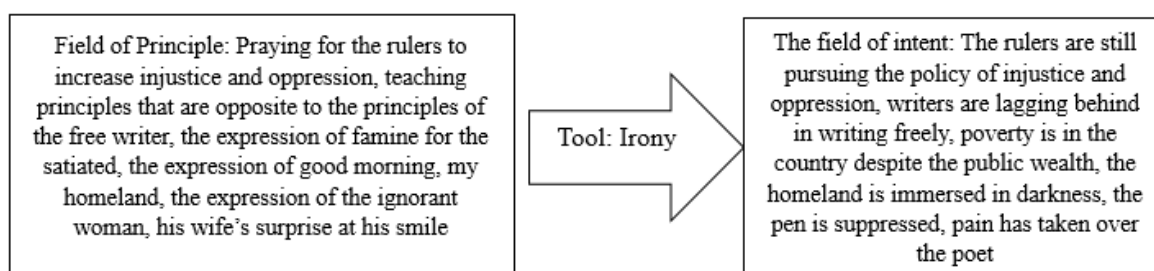 Field of Principle: Praying for the rulers to
increase injustice and oppression, teaching
principles that are opposite to the principles of
the free writer, the expression of famine for the
satiated, the expression of good morning, my
homeland, the expression of the ignorant
woman, his wife’s surprise at his smile
Tool: Irony
The field of intent: The rulers are still
pursuing the policy of injustice and
oppression, writers are lagging behind
in writing freely, poverty is in the
country despite the public wealth, the
homeland is immersed in darkness, the
pen is suppressed, pain has taken over
the poet